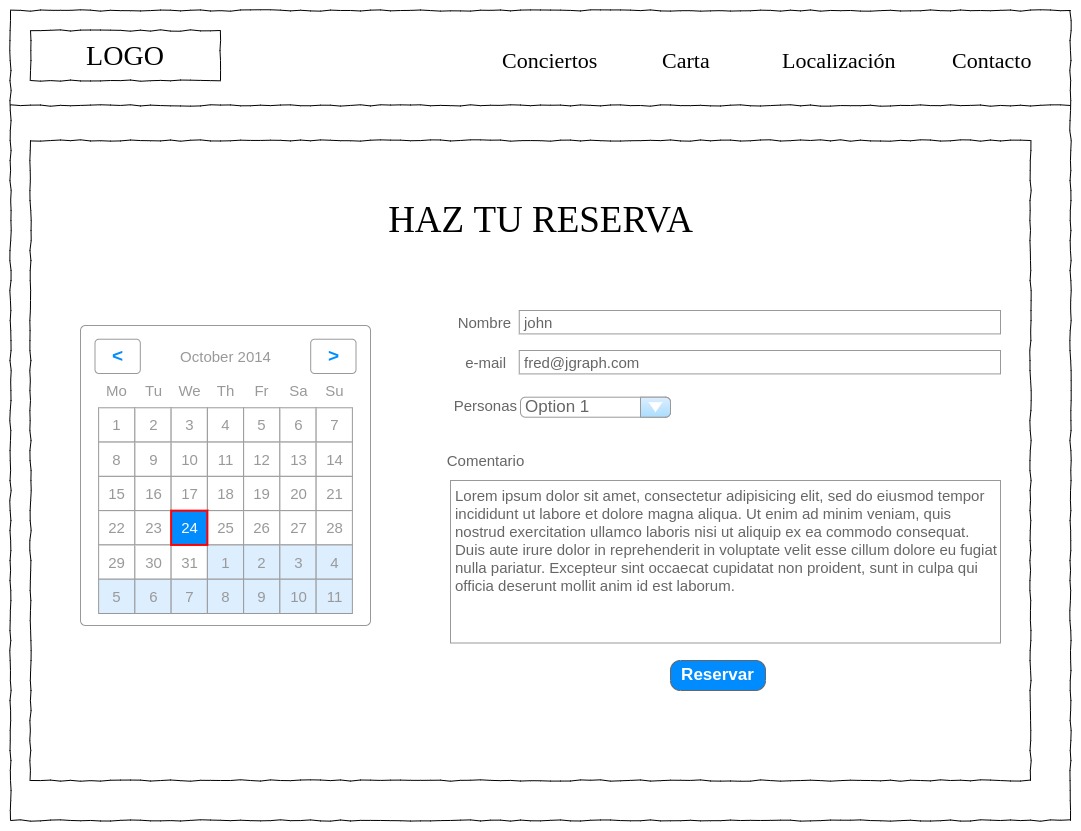 LOGO
Conciertos Carta Localización Contacto
HAZ TU RESERVA
< October 2014 >
Mo Tu We Th Fr Sa Su
1 2 3 4 5 6 7
8 9 10 11 12 13 14
15 16 17 18 19 20 21
22 23 24 25 26 27 28
29 30 31 1 2 3 4
5 6 7 8 9 10 11
Nombre john
e-mail fred@jgraph.com
Personas Option 1
Comentario
Lorem ipsum dolor sit amet, consectetur adipisicing elit, sed do eiusmod tempor
incididunt ut labore et dolore magna aliqua. Ut enim ad minim veniam, quis
nostrud exercitation ullamco laboris nisi ut aliquip ex ea commodo consequat.
Duis aute irure dolor in reprehenderit in voluptate velit esse cillum dolore eu fugiat
nulla pariatur. Excepteur sint occaecat cupidatat non proident, sunt in culpa qui
officia deserunt mollit anim id est laborum.
Reservar